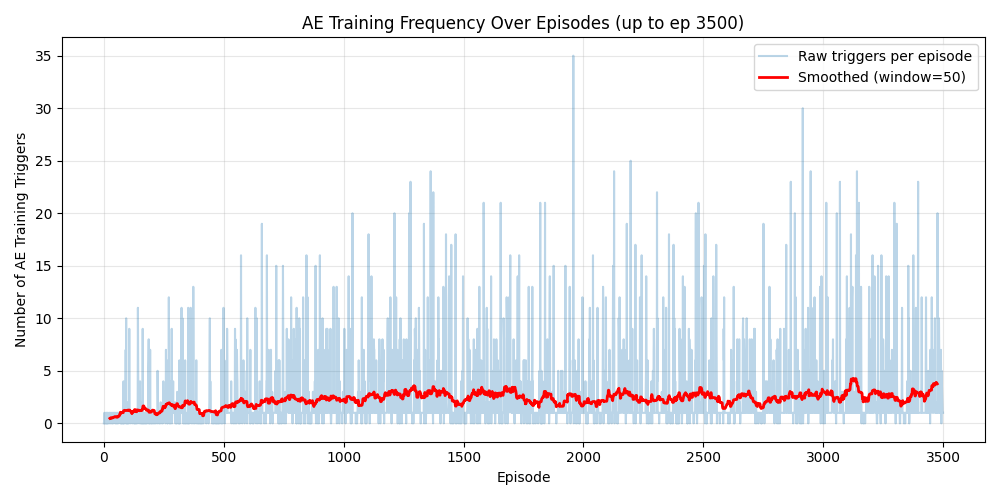 AE Training Frequency Over Episodes (up to ep 3500)
Raw triggers per episode
Smoothed (window=50)
Number of AE Training Triggers
35
30
25
20
15
10
5
0
0 500 1000 1500 2000 2500 3000 3500
Episode